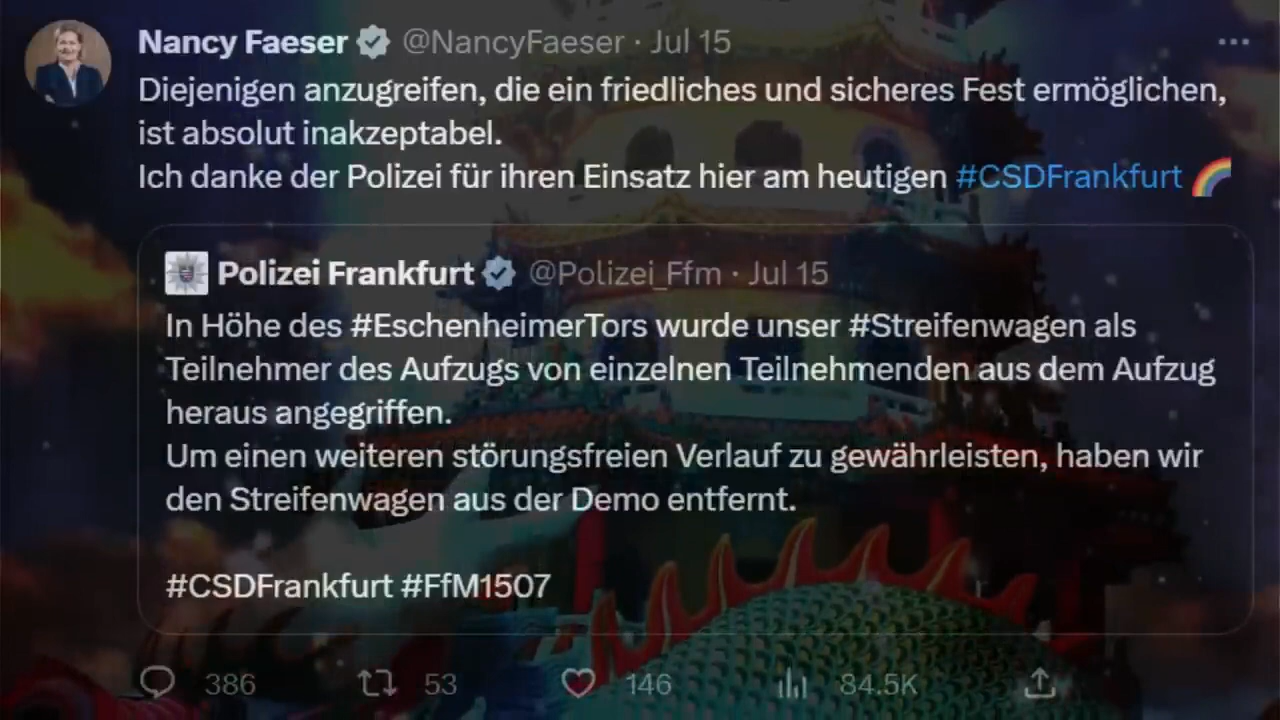 Nancy Faeser @NancyFaeser · Jul 15
Diejenigen anzugreifen, die ein friedliches und sicheres Fest ermöglichen,
ist absolut inakzeptabel.
Ich danke der Polizei für ihren Einsatz hier am heutigen #CSDFrankfurt 🌈
Polizei Frankfurt @Polizei_Ffm · Jul 15
In Höhe des #EschenheimerTors wurde unser #Streifenwagen als
Teilnehmer des Aufzugs von einzelnen Teilnehmenden aus dem Aufzug
heraus angegriffen.
Um einen weiteren störungsfreien Verlauf zu gewährleisten, haben wir
den Streifenwagen aus der Demo entfernt.
#CSDFrankfurt #FfM1507
386 53 146 84.5K